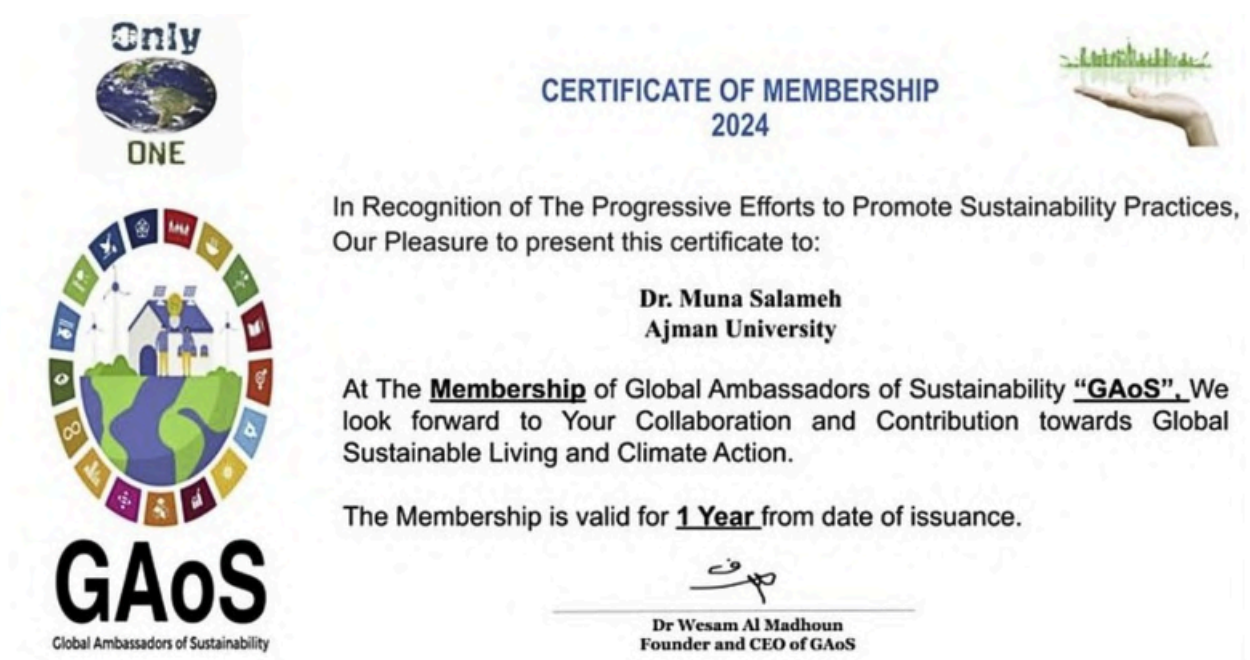 Only
ONE
CERTIFICATE OF MEMBERSHIP
2024
In Recognition of The Progressive Efforts to Promote Sustainability Practices,
Our Pleasure to present this certificate to:
Dr. Muna Salameh
Ajman University
At The Membership of Global Ambassadors of Sustainability “GAoS”, We
look forward to Your Collaboration and Contribution towards Global
Sustainable Living and Climate Action.
The Membership is valid for 1 Year from date of issuance.
GAoS
Global Ambassadors of Sustainability
Dr Wesam Al Madhoun
Founder and CEO of GAoS